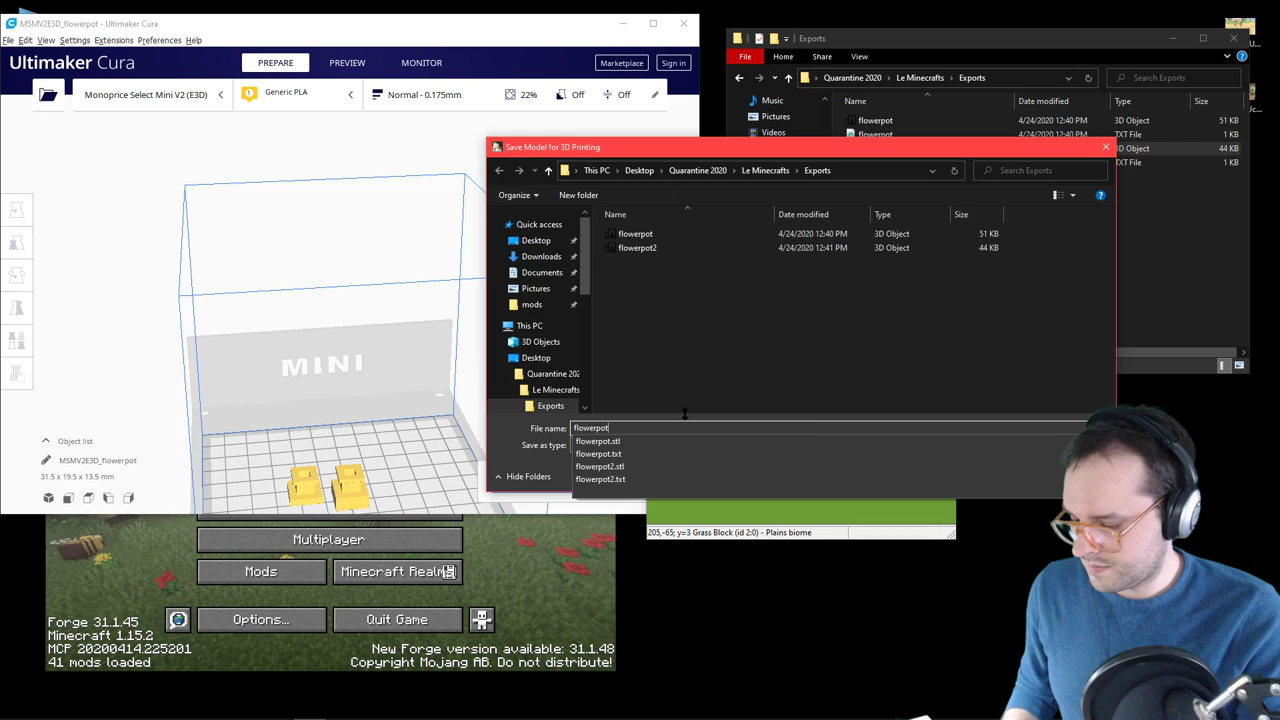 MSMV2E3D_flowerpot - Ultimaker Cura
File Edit View Settings Extensions Preferences Help
Ultimaker Cura
PREPARE
PREVIEW
MONITOR
Marketplace
Sign in
Monoprice Select Mini V2 (E3D)
Generic PLA
Normal - 0.175mm
22%
Off
Off
MINI
Object list
MSMV2E3D_flowerpot
31.5 x 19.5 x 13.5 mm
Exports
File Home Share View
Quarantine 2020 > Le Minecrafts > Exports
Search Exports
Music
Pictures
Videos
Name Date modified Type Size
flowerpot 4/24/2020 12:40 PM 3D Object 51 KB
flowerpot 4/24/2020 12:40 PM TXT File 1 KB
3D Object 44 KB
TXT File 1 KB
Save Model for 3D Printing
This PC > Desktop > Quarantine 2020 > Le Minecrafts > Exports
Search Exports
Organize
New folder
Quick access
Desktop
Downloads
Documents
Pictures
mods
This PC
3D Objects
Desktop
Quarantine 202
Le Minecrafts
Exports
Name Date modified Type Size
flowerpot 4/24/2020 12:40 PM 3D Object 51 KB
flowerpot2 4/24/2020 12:41 PM 3D Object 44 KB
File name: flowerpot
Save as type:
flowerpot.stl
flowerpot.txt
flowerpot2.stl
flowerpot2.txt
Hide Folders
205,-65; y=3 Grass Block (id 2:0) - Plains biome
Multiplayer
Mods
Minecraft Realms
Options...
Quit Game
Forge 31.1.45
Minecraft 1.15.2
MCP 20200414.225201
41 mods loaded
New Forge version available: 31.1.48
Copyright Mojang AB. Do not distribute!